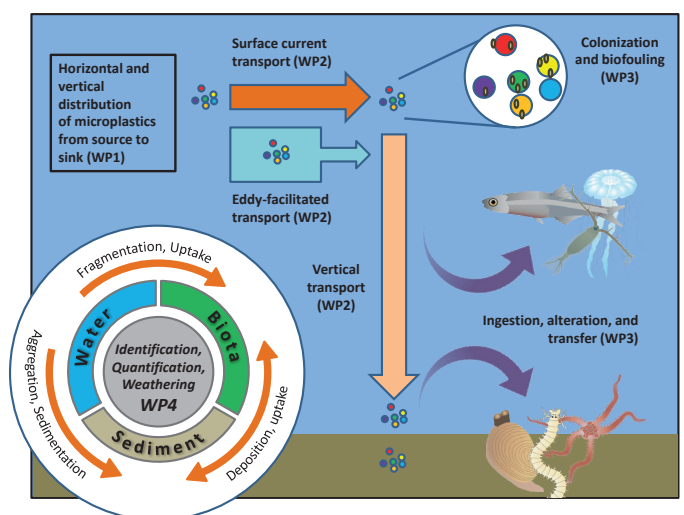 Horizontal and
vertical
distribution
of microplastics
from source to
sink (WP1)
Surface current
transport (WP2)
Colonization
and biofouling
(WP3)
Eddy-facilitated
transport (WP2)
Vertical
transport
(WP2)
Ingestion, alteration, and
transfer (WP3)
Fragmentation, Uptake
Water
Biota
Identification,
Quantification,
Weathering
WP4
Sediment
Aggregation, Sedimentation
Deposition, uptake